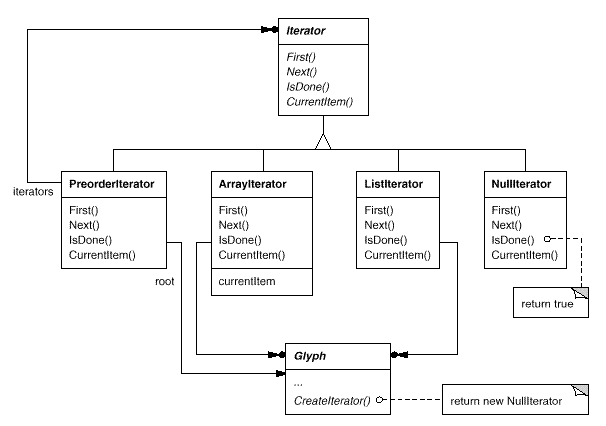 Iterator
First()
Next()
IsDone()
CurrentItem()
iterators
PreorderIterator
First()
Next()
IsDone()
CurrentItem()
root
ArrayIterator
First()
Next()
IsDone()
CurrentItem()
currentItem
ListIterator
First()
Next()
IsDone()
CurrentItem()
NullIterator
First()
Next()
IsDone()
CurrentItem()
return true
Glyph
...
CreateIterator()
return new NullIterator